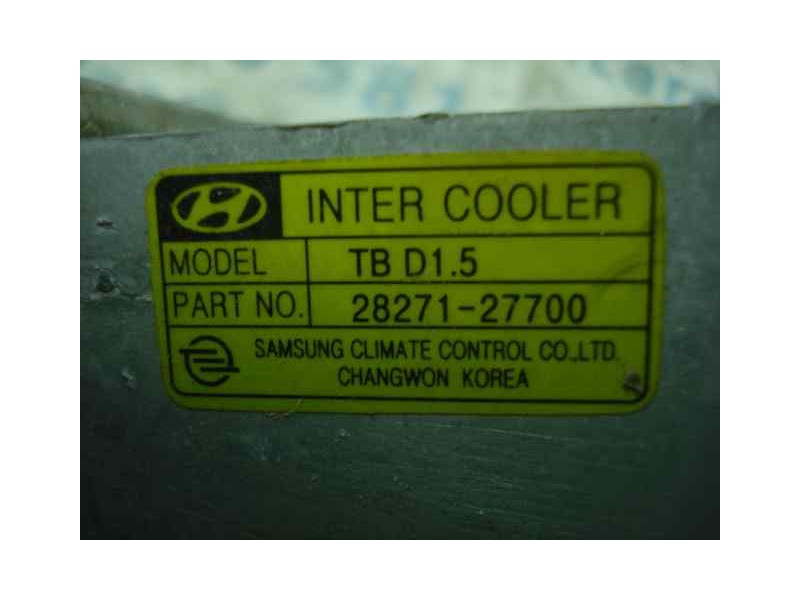 INTER COOLER
MODEL TB D1.5
PART NO. 28271-27700
SAMSUNG CLIMATE CONTROL CO.,LTD.
CHANGWON KOREA